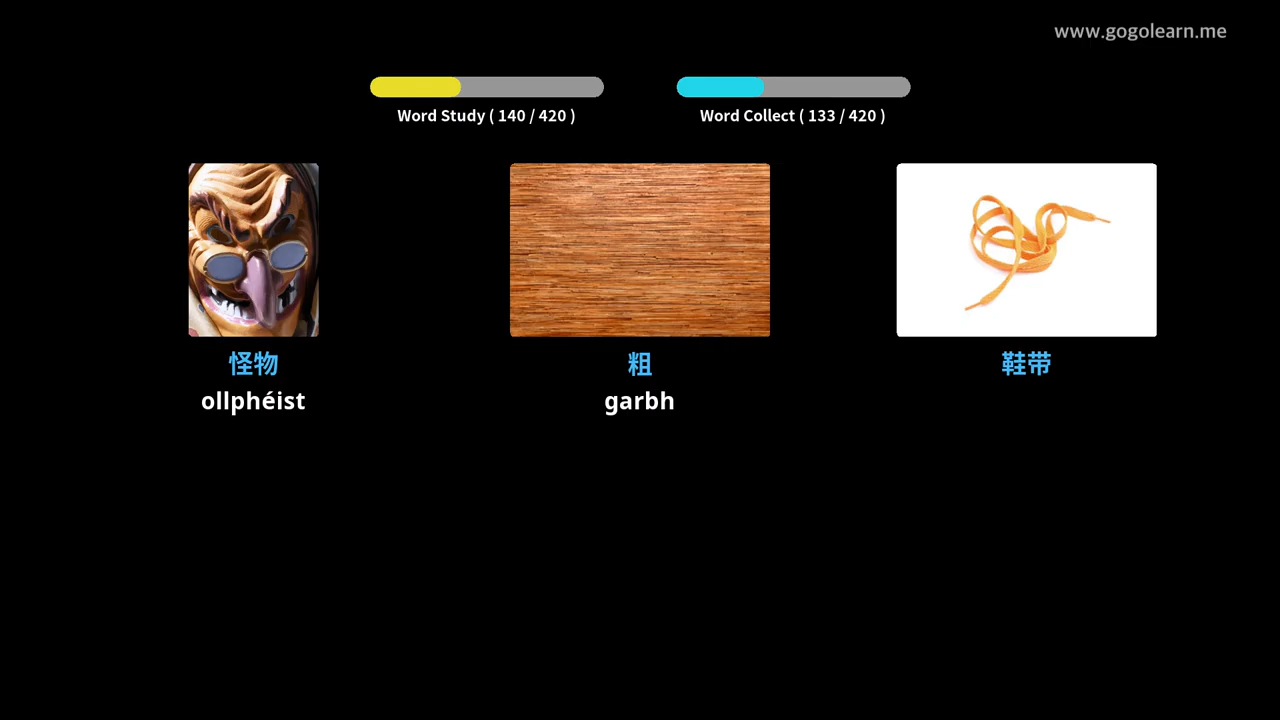 www.gogolearn.me
Word Study ( 140 / 420 )
Word Collect ( 133 / 420 )
怪物
粗
鞋带
ollphéist
garbh